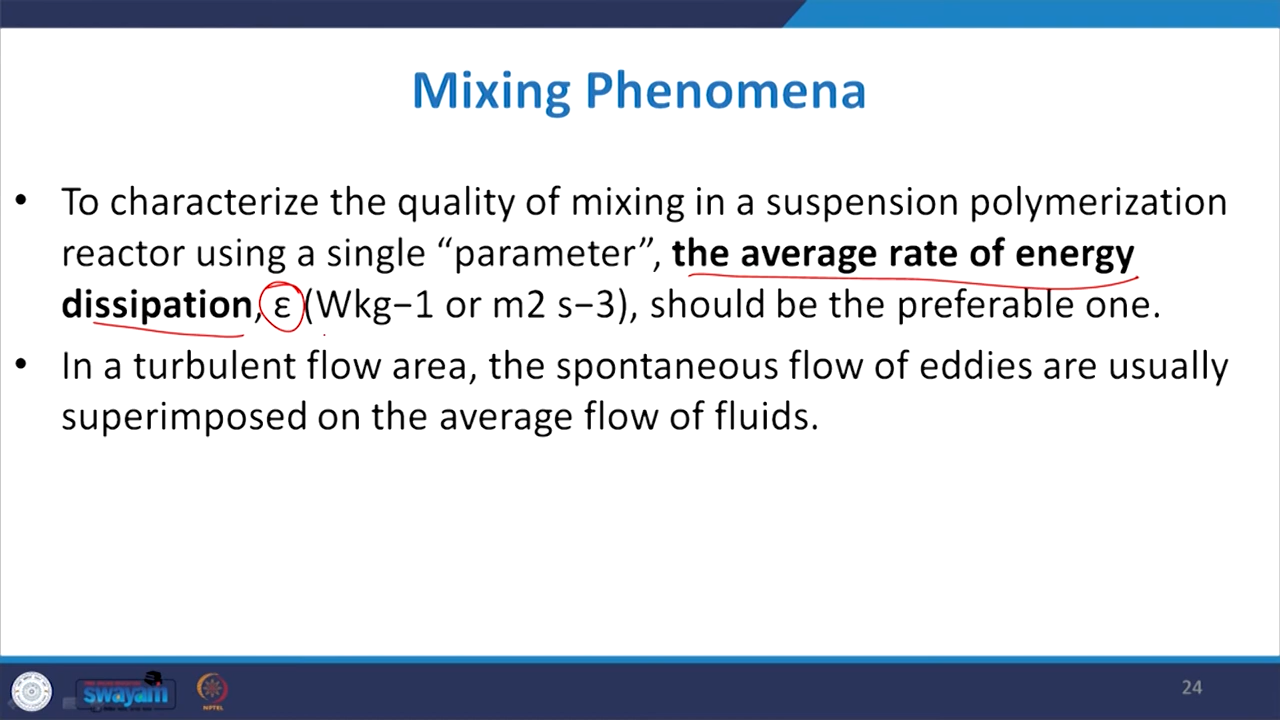 Mixing Phenomena
• To characterize the quality of mixing in a suspension polymerization
reactor using a single “parameter”, the average rate of energy
dissipation, ε (Wkg−1 or m2 s−3), should be the preferable one.
• In a turbulent flow area, the spontaneous flow of eddies are usually
superimposed on the average flow of fluids.
swayam
NPTEL
24